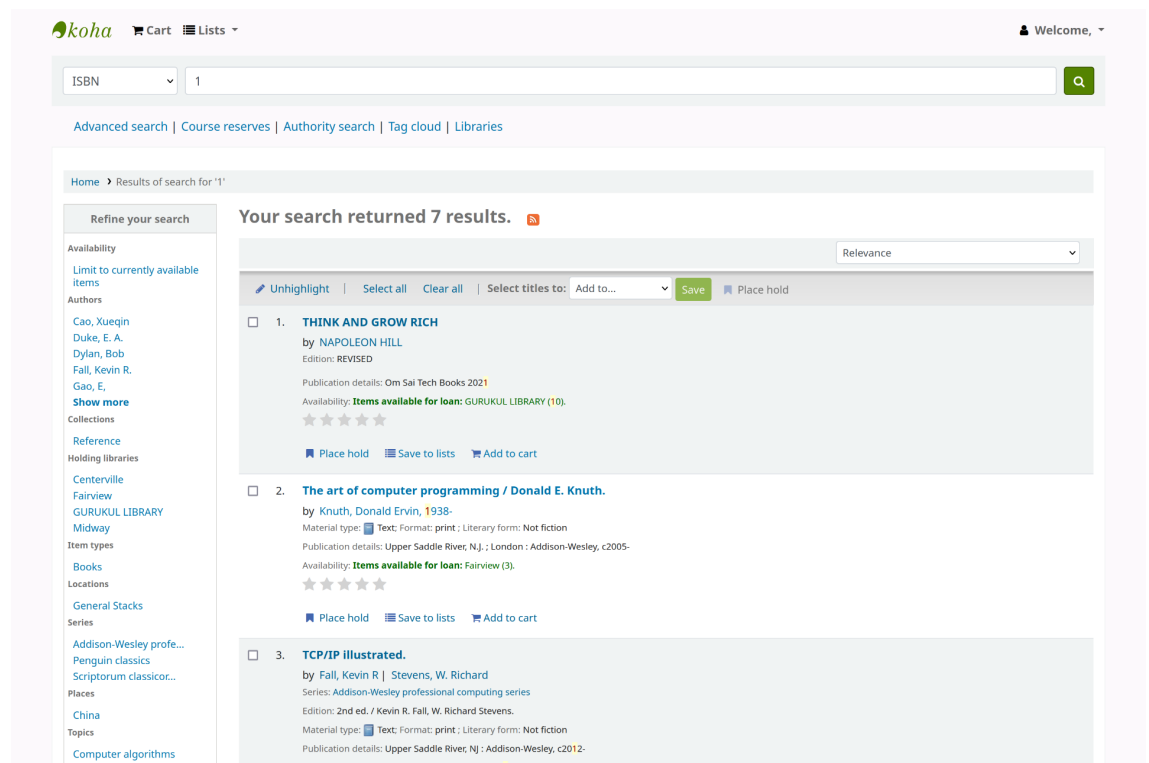 koha Cart Lists Welcome,
ISBN 1
Advanced search | Course reserves | Authority search | Tag cloud | Libraries
Home Results of search for '1'
Refine your search
Availability
Limit to currently available
items
Authors
Cao, Xueqin
Duke, E. A.
Dylan, Bob
Fall, Kevin R.
Gao, E,
Show more
Collections
Reference
Holding libraries
Centerville
Fairview
GURUKUL LIBRARY
Midway
Item types
Books
Locations
General Stacks
Series
Addison-Wesley profe...
Penguin classics
Scriptorum classicor...
Places
China
Topics
Computer algorithms
Your search returned 7 results.
Relevance
Unhighlight | Select all Clear all | Select titles to: Add to... Save Place hold
1. THINK AND GROW RICH
by NAPOLEON HILL
Edition: REVISED
Publication details: Om Sai Tech Books 2021
Availability: Items available for loan: GURUKUL LIBRARY (10).
Place hold Save to lists Add to cart
2. The art of computer programming / Donald E. Knuth.
by Knuth, Donald Ervin, 1938-
Material type: Text; Format: print ; Literary form: Not fiction
Publication details: Upper Saddle River, N.J. ; London : Addison-Wesley, c2005-
Availability: Items available for loan: Fairview (3).
Place hold Save to lists Add to cart
3. TCP/IP illustrated.
by Fall, Kevin R | Stevens, W. Richard
Series: Addison-Wesley professional computing series
Edition: 2nd ed. / Kevin R. Fall, W. Richard Stevens.
Material type: Text; Format: print ; Literary form: Not fiction
Publication details: Upper Saddle River, NJ : Addison-Wesley, c2012-